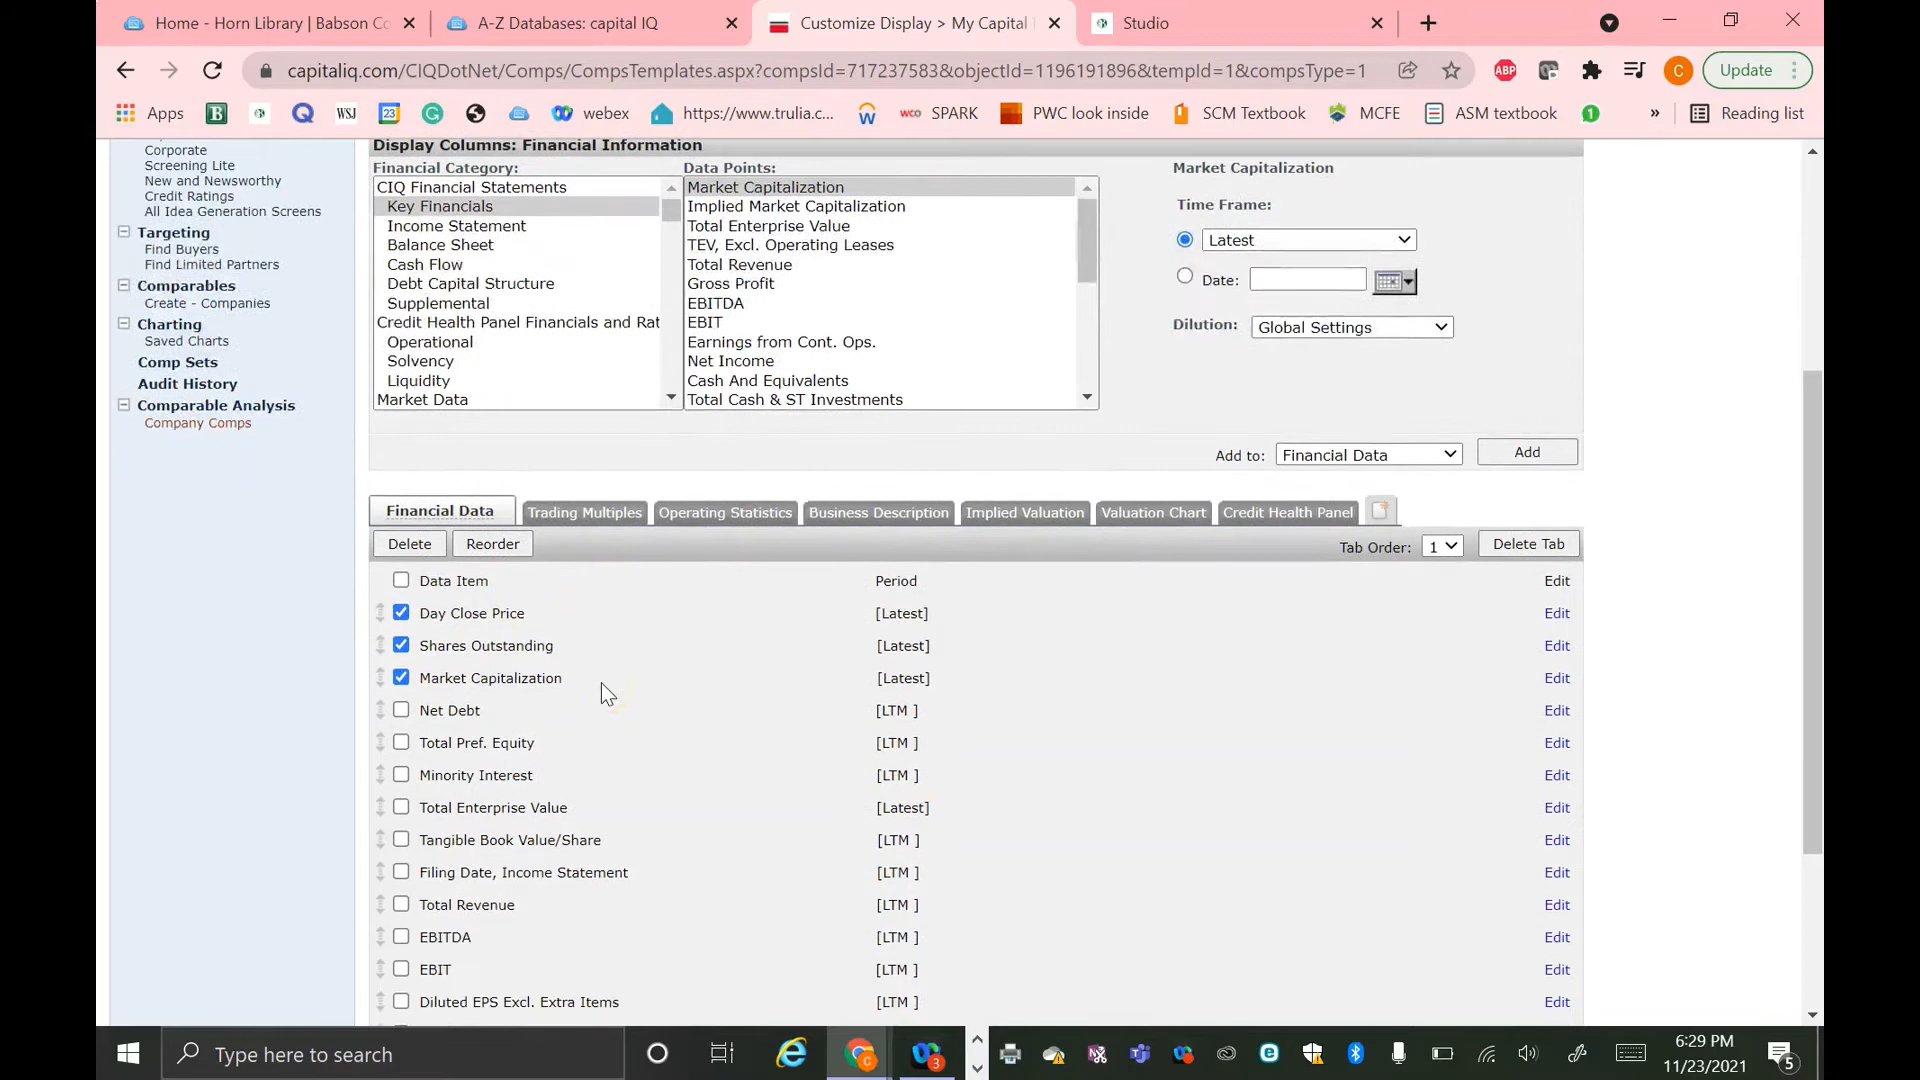 Home - Horn Library | Babson Co
A-Z Databases: capital IQ
Customize Display > My Capital
Studio
capitaliq.com/CIQDotNet/Comps/CompsTemplates.aspx?compsId=717237583&objectId=1196191896&tempId=1&compsType=1
ABP
C
Update
Apps
B
Q
WSJ
23
G
webex
https://www.trulia.c...
W
wco SPARK
PWC look inside
SCM Textbook
MCFE
ASM textbook
1
»
Reading list
Corporate
Screening Lite
New and Newsworthy
Credit Ratings
All Idea Generation Screens
Targeting
Find Buyers
Find Limited Partners
Comparables
Create - Companies
Charting
Saved Charts
Comp Sets
Audit History
Comparable Analysis
Company Comps
Display Columns: Financial Information
Financial Category:
CIQ Financial Statements
Key Financials
Income Statement
Balance Sheet
Cash Flow
Debt Capital Structure
Supplemental
Credit Health Panel Financials and Rat
Operational
Solvency
Liquidity
Market Data
Data Points:
Market Capitalization
Implied Market Capitalization
Total Enterprise Value
TEV, Excl. Operating Leases
Total Revenue
Gross Profit
EBITDA
EBIT
Earnings from Cont. Ops.
Net Income
Cash And Equivalents
Total Cash & ST Investments
Market Capitalization
Time Frame:
Latest
Date:
Dilution: Global Settings
Add to: Financial Data Add
Financial Data Trading Multiples Operating Statistics Business Description Implied Valuation Valuation Chart Credit Health Panel
Delete Reorder Tab Order: 1 Delete Tab
Data Item Period Edit
Day Close Price [Latest] Edit
Shares Outstanding [Latest] Edit
Market Capitalization [Latest] Edit
Net Debt [LTM ] Edit
Total Pref. Equity [LTM ] Edit
Minority Interest [LTM ] Edit
Total Enterprise Value [Latest] Edit
Tangible Book Value/Share [LTM ] Edit
Filing Date, Income Statement [LTM ] Edit
Total Revenue [LTM ] Edit
EBITDA [LTM ] Edit
EBIT [LTM ] Edit
Diluted EPS Excl. Extra Items [LTM ] Edit
Type here to search
C
3
6:29 PM
11/23/2021
5